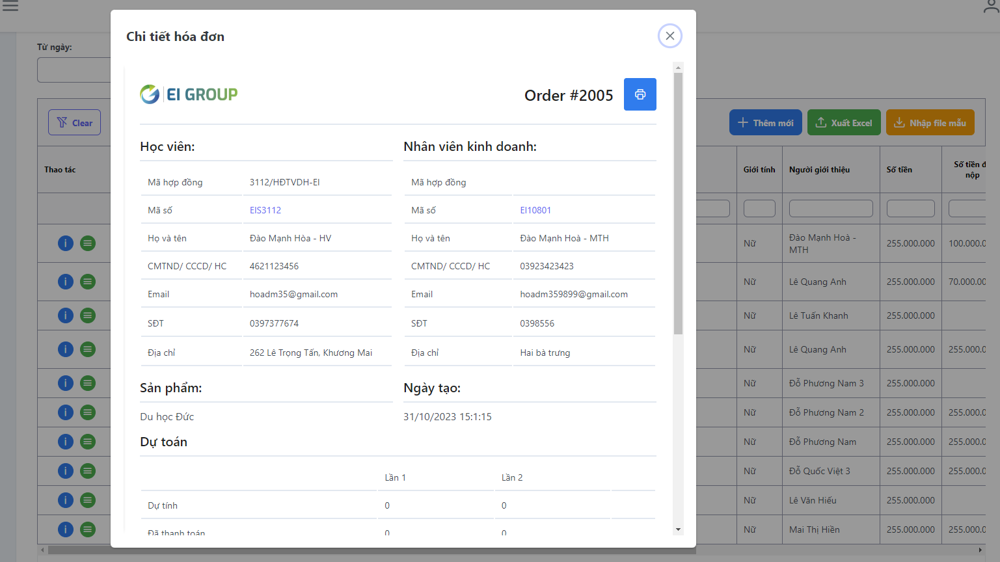 Chi tiết hóa đơn
Từ ngày:
EI GROUP
Order #2005
Clear
Thêm mới
Xuất Excel
Nhập file mẫu
Học viên:
Nhân viên kinh doanh:
Thao tác
Giới tính
Người giới thiệu
Số tiền
Số tiền đ
nộp
Mã hợp đồng
3112/HĐTVDH-EI
Mã hợp đồng
Mã số
EIS3112
Mã số
EI10801
Họ và tên
Đào Mạnh Hòa - HV
Họ và tên
Đào Mạnh Hoà - MTH
Nữ
Đào Mạnh Hoà -
MTH
255.000.000
100.000.0
CMTND/ CCCD/ HC
4621123456
CMTND/ CCCD/ HC
03923423423
Nữ
Lê Quang Anh
255.000.000
70.000.00
Email
hoadm35@gmail.com
Email
hoadm359899@gmail.com
Nữ
Lê Tuấn Khanh
255.000.000
SĐT
0397377674
SĐT
0398556
Địa chỉ
262 Lê Trọng Tấn, Khương Mai
Địa chỉ
Hai bà trưng
Nữ
Lê Quang Anh
255.000.000
255.000.0
Sản phẩm:
Ngày tạo:
Nữ
Đỗ Phương Nam 3
255.000.000
Du học Đức
31/10/2023 15:1:15
Nữ
Đỗ Phương Nam 2
255.000.000
255.000.0
Dự toán
Nữ
Đỗ Phương Nam
255.000.000
255.000.0
Lần 1
Lần 2
Nữ
Đỗ Quốc Việt 3
255.000.000
255.000.0
Dự tính
0
0
Nữ
Lê Văn Hiếu
255.000.000
Đã thanh toán
0
0
Nữ
Mai Thị Hiền
255.000.000
255.000.0